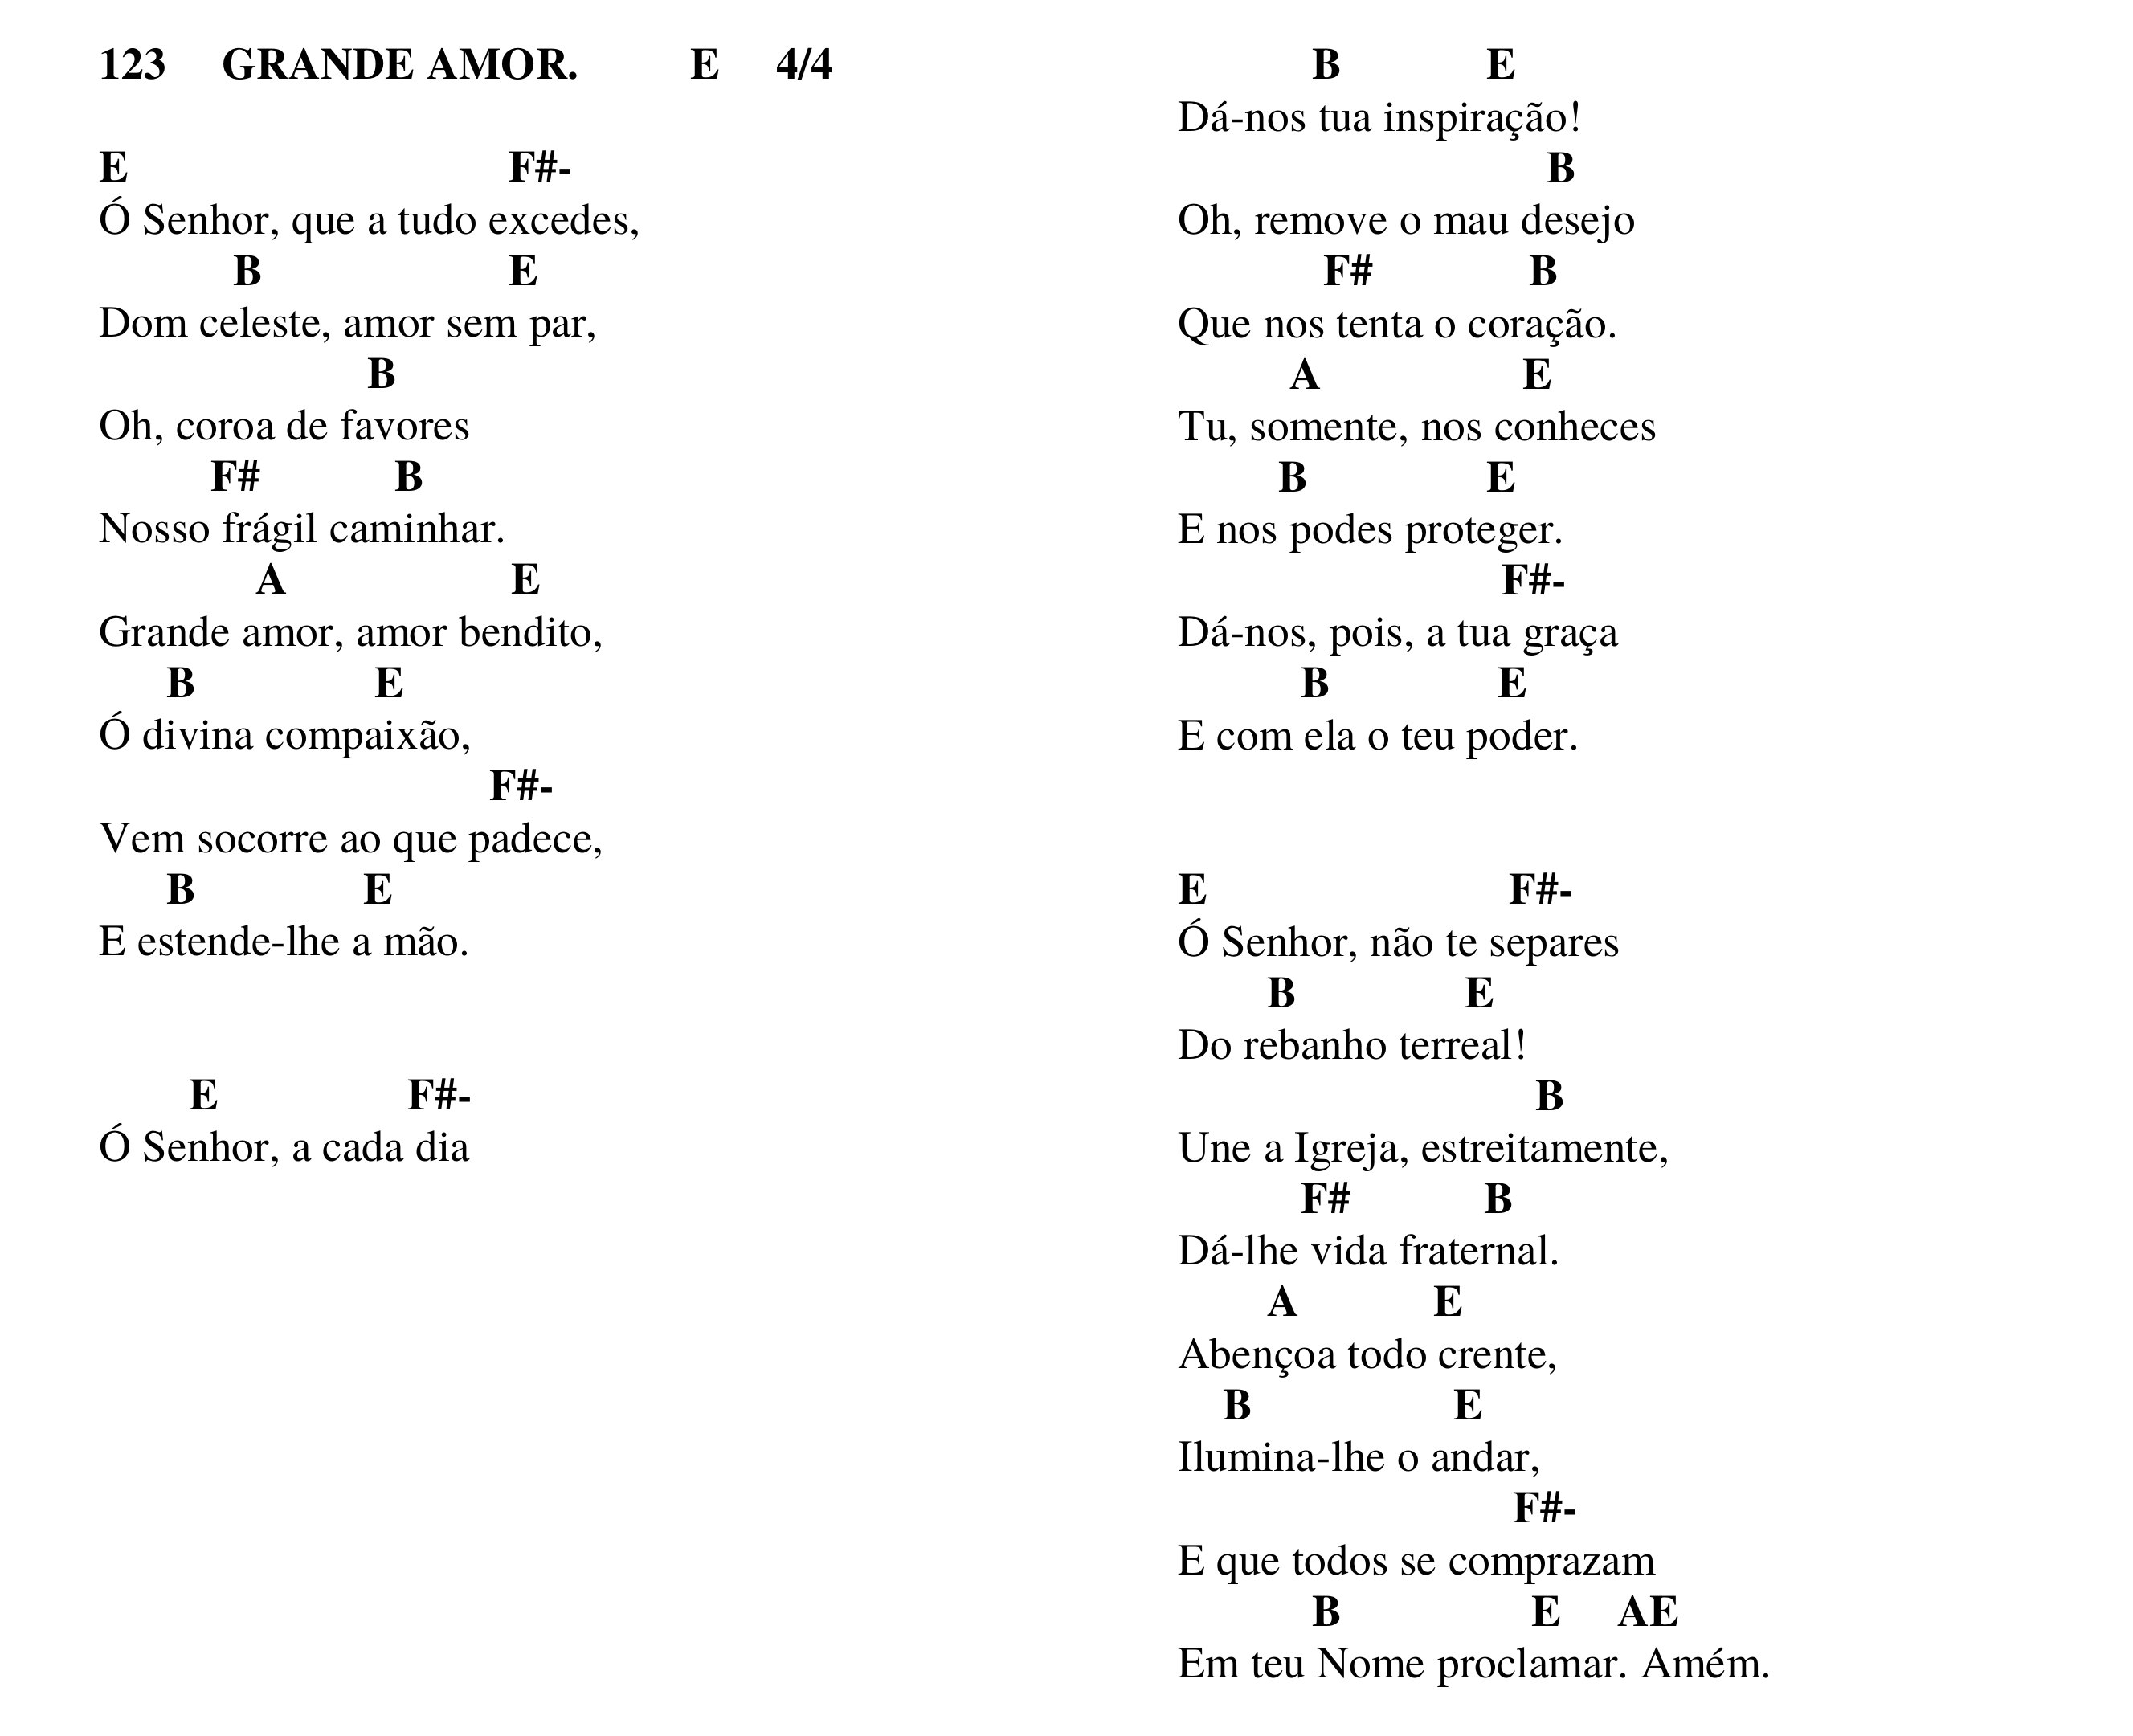 123 GRANDE AMOR. E 4/4
E F#-
Ó Senhor, que a tudo excedes,
B E
Dom celeste, amor sem par,
B
Oh, coroa de favores
F# B
Nosso frágil caminhar.
A E
Grande amor, amor bendito,
B E
Ó divina compaixão,
F#-
Vem socorre ao que padece,
B E
E estende-lhe a mão.
E F#-
Ó Senhor, a cada dia
B E
Dá-nos tua inspiração!
B
Oh, remove o mau desejo
F# B
Que nos tenta o coração.
A E
Tu, somente, nos conheces
B E
E nos podes proteger.
F#-
Dá-nos, pois, a tua graça
B E
E com ela o teu poder.
E F#-
Ó Senhor, não te separes
B E
Do rebanho terreal!
B
Une a Igreja, estreitamente,
F# B
Dá-lhe vida fraternal.
A E
Abençoa todo crente,
B E
Ilumina-lhe o andar,
F#-
E que todos se comprazam
B E AE
Em teu Nome proclamar. Amém.